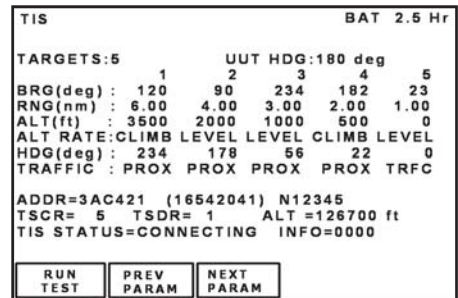 TIS BAT 2.5 Hr
TARGETS:5 UUT HDG:180 deg
1 2 3 4 5
BRG(deg) : 120 90 234 182 23
RNG(nm) : 6.00 4.00 3.00 2.00 1.00
ALT(ft) : 3500 2000 1000 500 0
ALT RATE:CLIMB LEVEL LEVEL CLIMB LEVEL
HDG(deg) : 234 178 56 22 0
TRAFFIC : PROX PROX PROX PROX TRFC
ADDR=3AC421 (16542041) N12345
TSCR= 5 TSDR= 1 ALT =126700 ft
TIS STATUS=CONNECTING INFO=0000
RUN TEST
PREV PARAM
NEXT PARAM